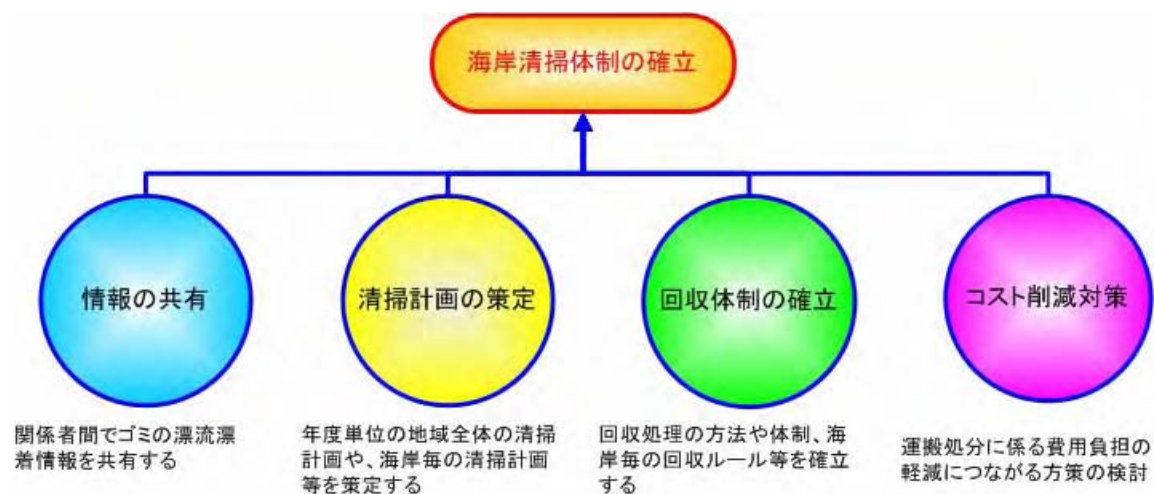 海岸清掃体制の確立
情報の共有
清掃計画の策定
回収体制の確立
コスト削減対策
関係者間でゴミの漂流漂
着情報を共有する
年度単位の地域全体の清掃
計画や、海岸毎の清掃計画
等を策定する
回収処理の方法や体制、海
岸毎の回収ルール等を確立
する
運搬処分に係る費用負担の
軽減につながる方策の検討